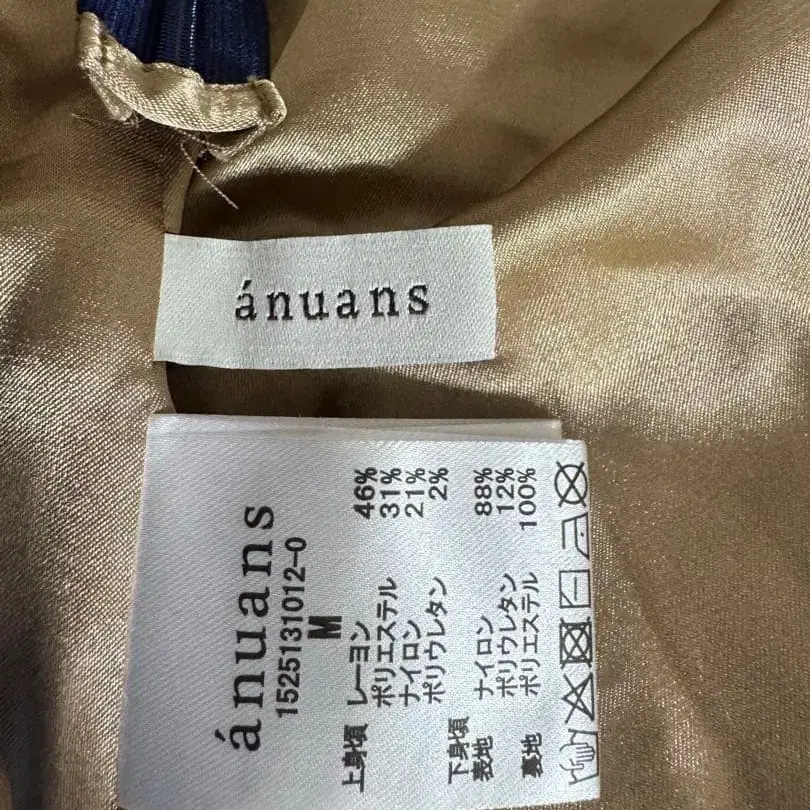 ánuans
ánuans
1525131012-0
M
上身頃 レーヨン 46%
ポリエステル 31%
ナイロン 21%
ポリウレタン 2%
下身頃
表地 ナイロン 88%
ポリウレタン 12%
裏地 ポリエステル 100%